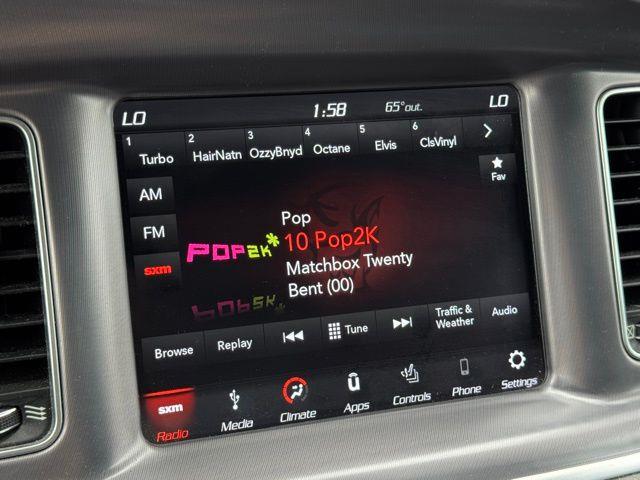 LO 1:58 65°out. LO
1 Turbo 2 HairNatn 3 OzzyBnyd 4 Octane 5 Elvis 6 ClsVinyl
Fav
AM
FM
sxm
POP2K*
Pop
10 Pop2K
Matchbox Twenty
Bent (00)
Browse Replay Tune Traffic & Weather Audio
sxm
Radio Media Climate Apps Controls Phone Settings